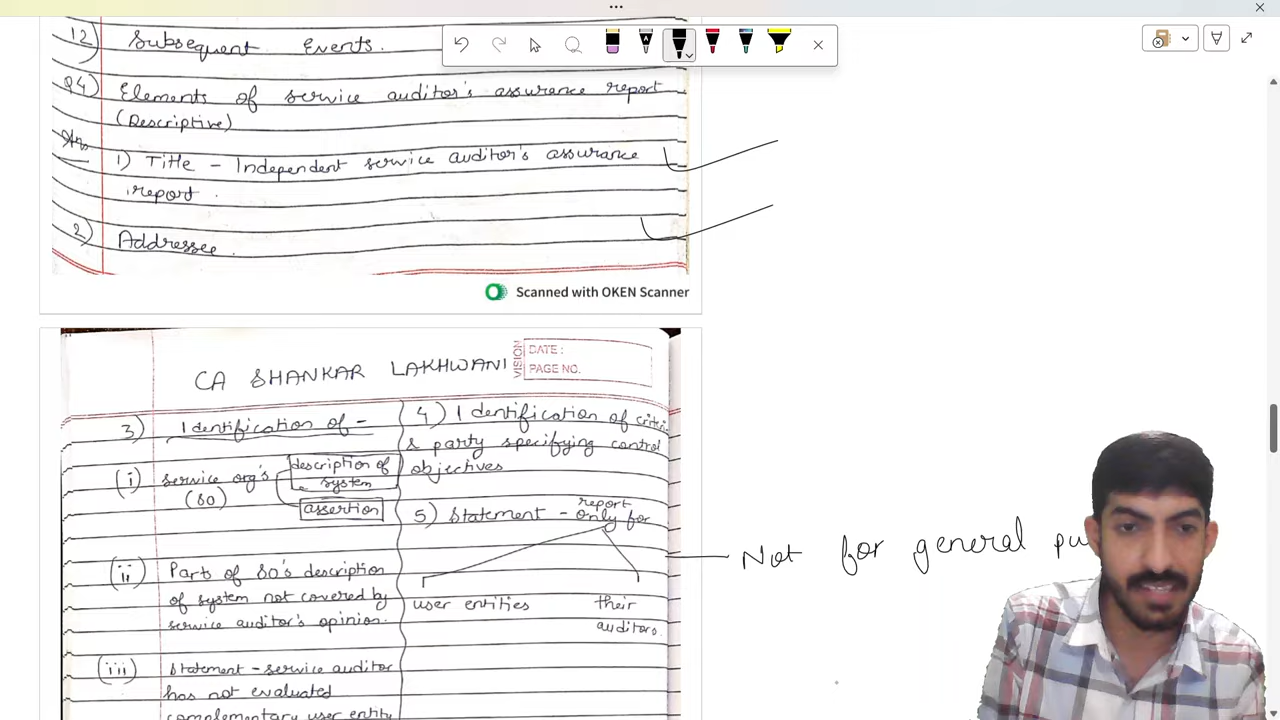 12) Subsequent Events.
Q4) Elements of service auditor's assurance report
(Descriptive)
Ans
1) Title - Independent service auditor's assurance
report.
2) Addressee.
Scanned with OKEN Scanner
CA SHANKAR LAKHWANI
VISION
DATE :
PAGE NO.
3) Identification of -
(i) service org's
(SO)
description of
system
assertion
(ii) Parts of SO's description
of system not covered by
service auditor's opinion.
(iii) Statement - service auditor
has not evaluated
complementary user entity
4) Identification of criteri
& party specifying control
objectives
5) Statement - report
only for
user entities
their
auditors.
Not for general pu